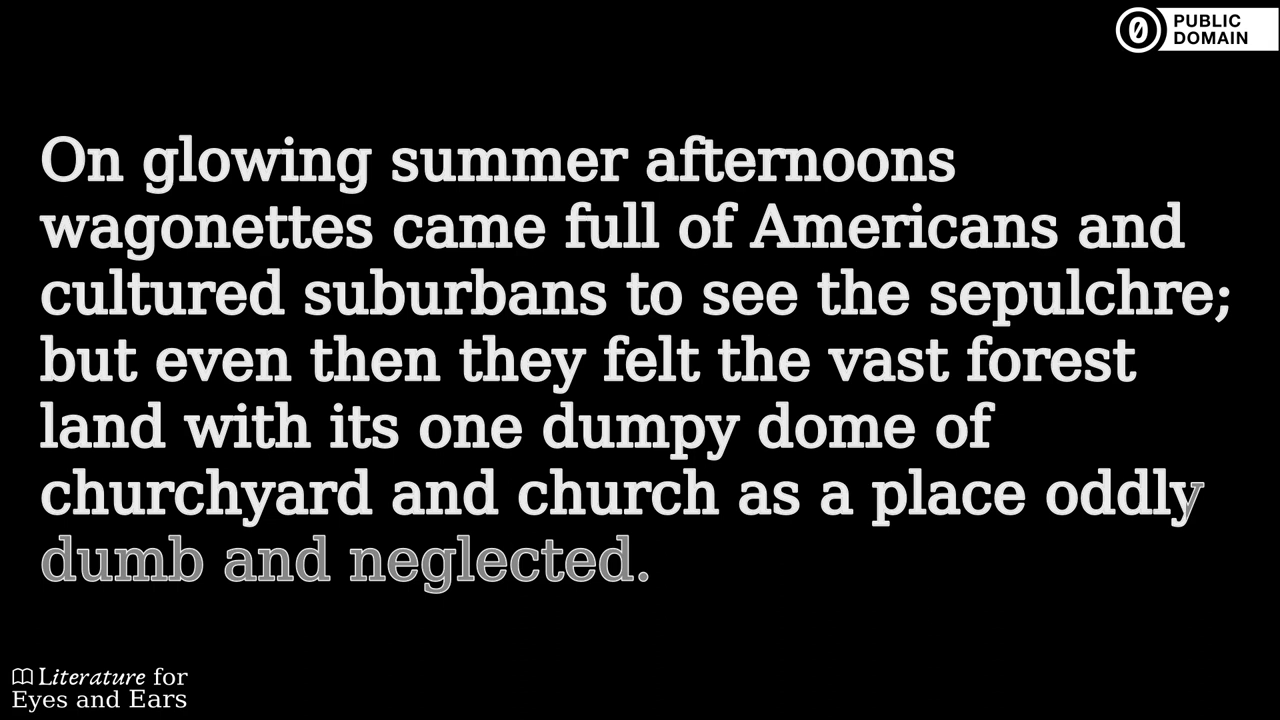 PUBLIC
DOMAIN
On glowing summer afternoons
wagonettes came full of Americans and
cultured suburbans to see the sepulchre;
but even then they felt the vast forest
land with its one dumpy dome of
churchyard and church as a place oddly
dumb and neglected.
Literature for
Eyes and Ears